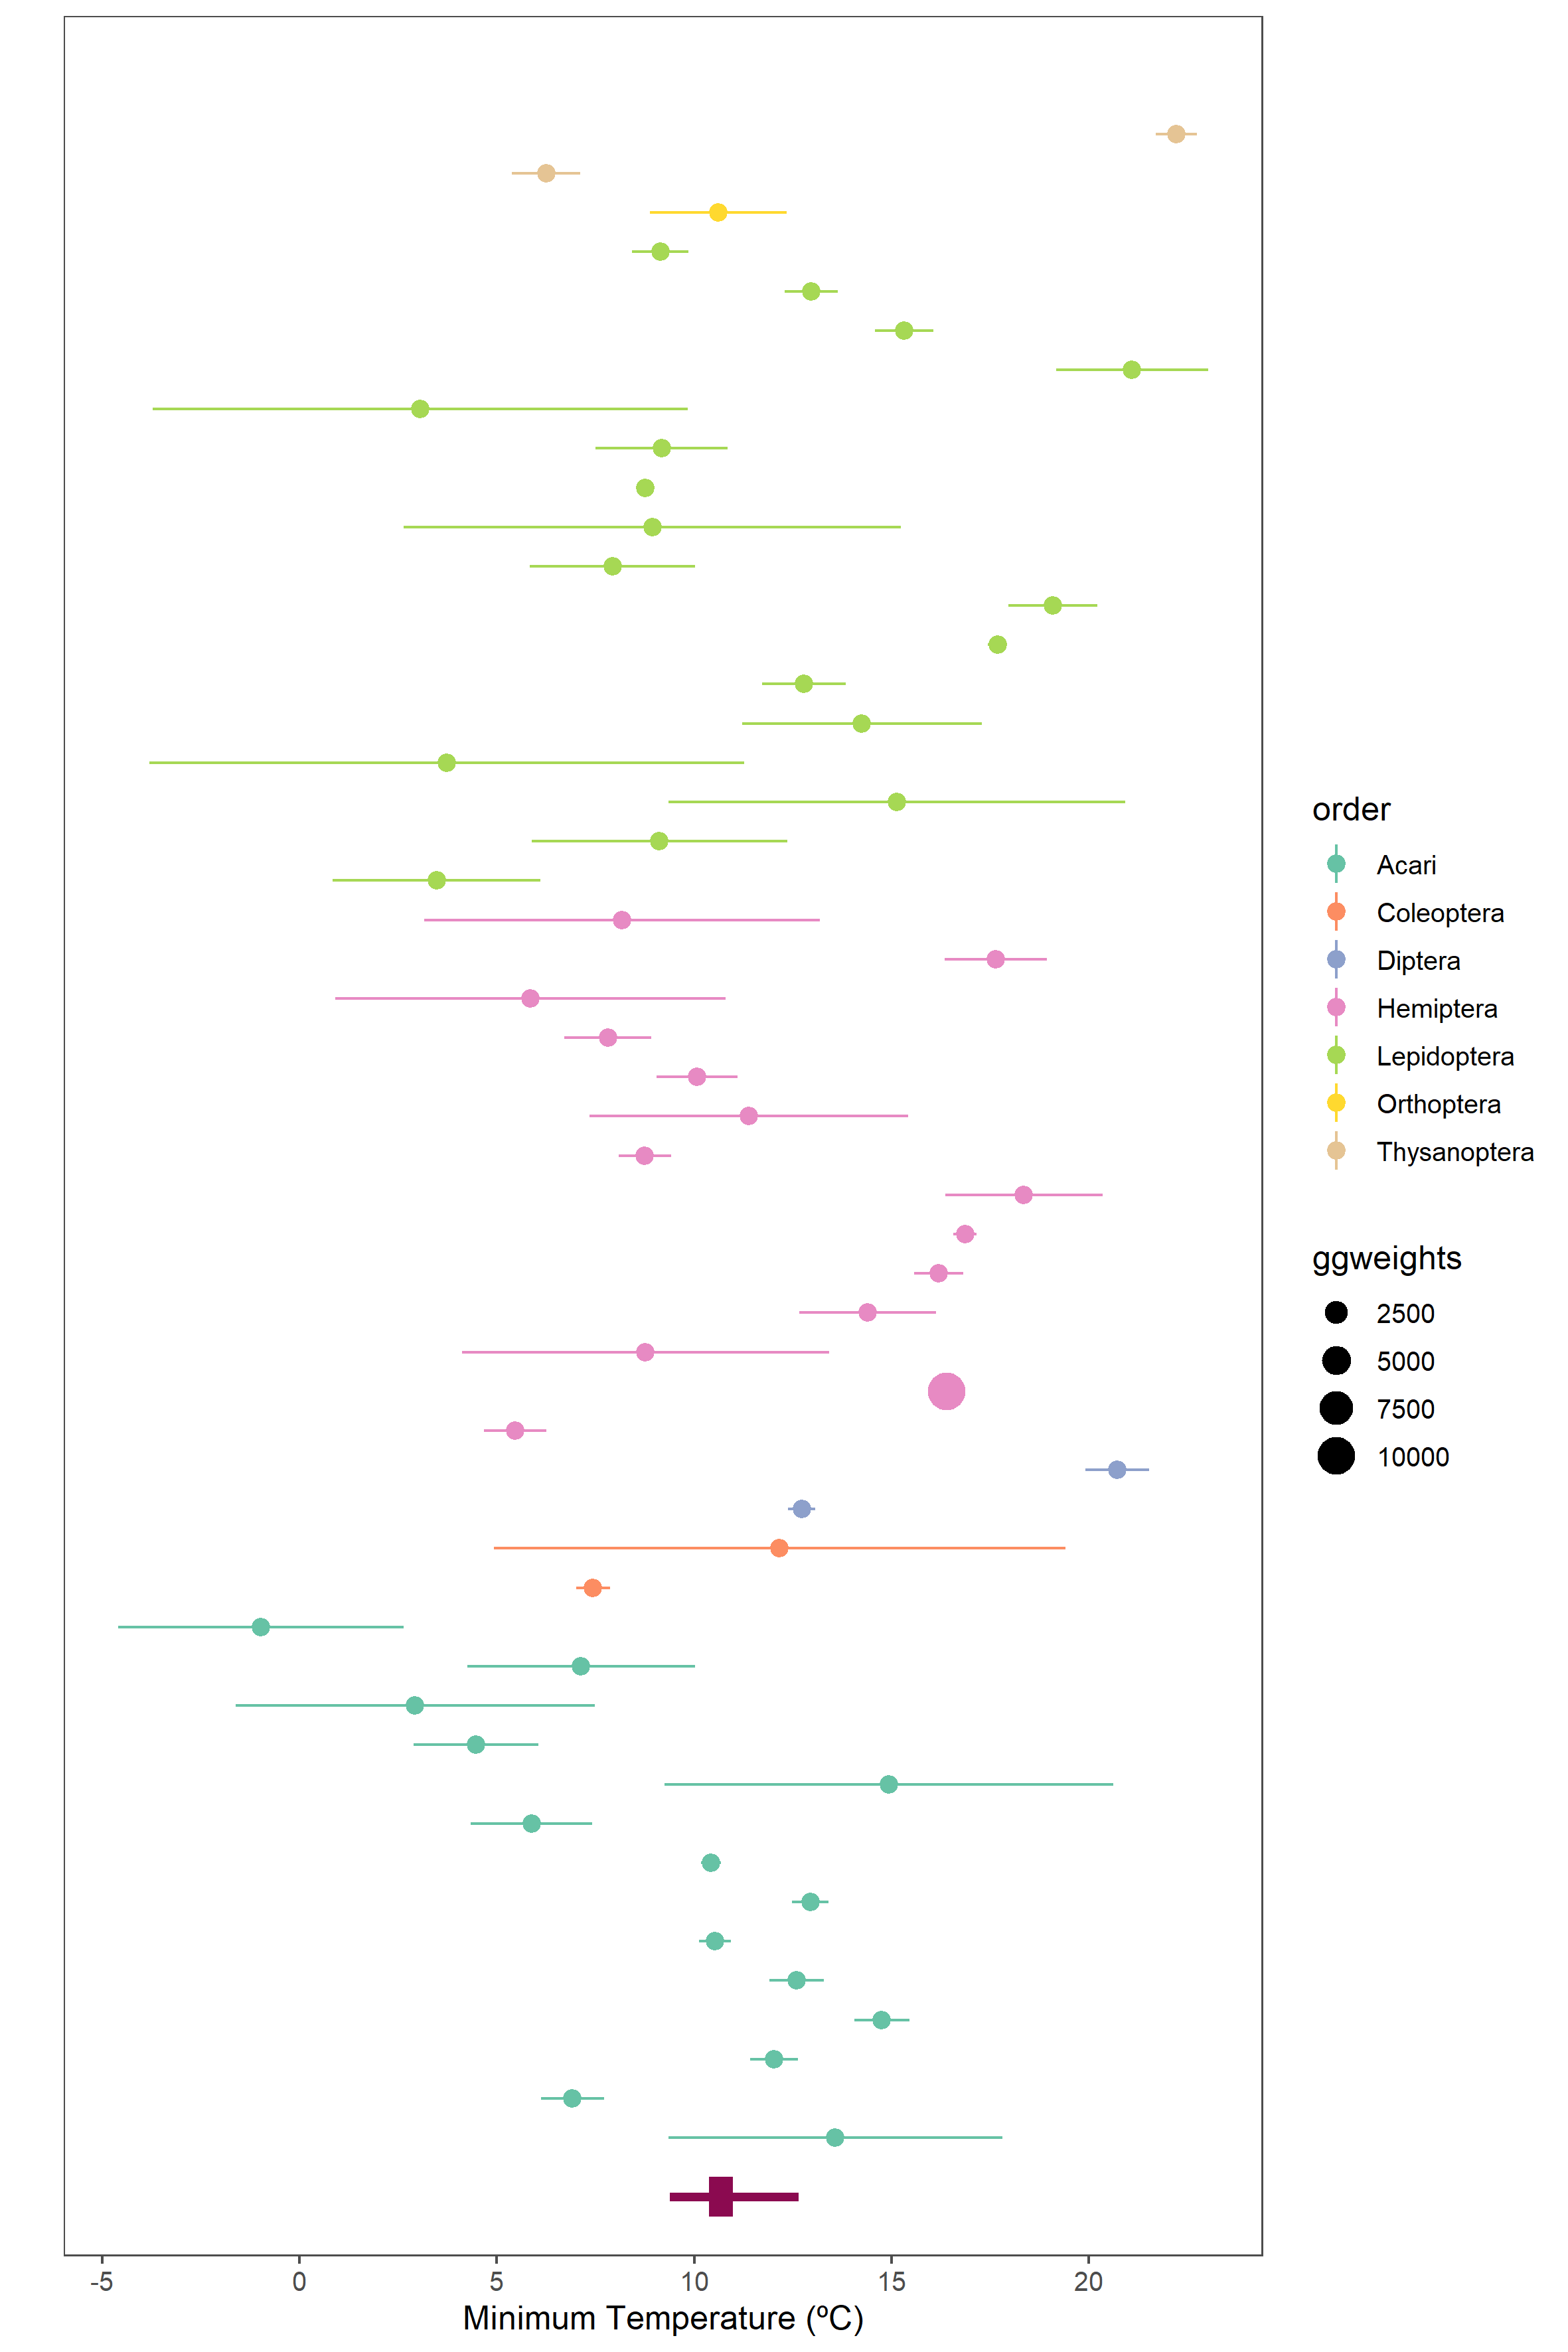 order
Acari
Coleoptera
Diptera
Hemiptera
Lepidoptera
Orthoptera
Thysanoptera
ggweights
2500
5000
7500
10000
-5 0 5 10 15 20
Minimum Temperature (ºC)